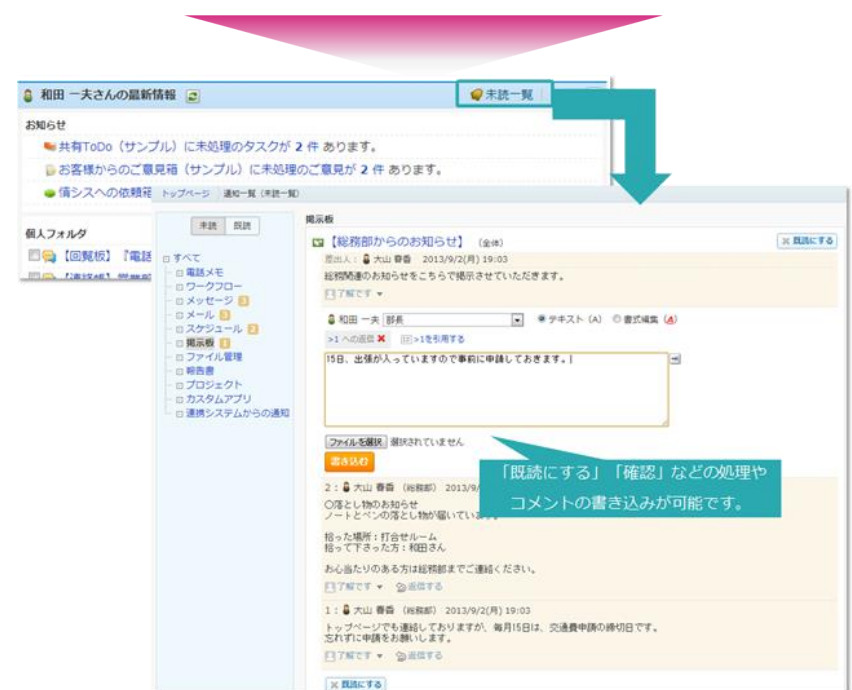 和田 一夫さんの最新情報
未読一覧
お知らせ
共有ToDo（サンプル）に未処理のタスクが 2 件 あります。
お客様からのご意見箱（サンプル）に未処理のご意見が 2 件 あります。
情シスへの依頼箱
個人フォルダ
【回覧板】『電話
トップページ 通知一覧（未読一覧）
未読 既読
すべて
電話メモ
ワークフロー
メッセージ 3
メール 3
スケジュール 2
掲示板 1
ファイル管理
報告書
プロジェクト
カスタムアプリ
連携システムからの通知
掲示板
【総務部からのお知らせ】 (全体)
既読にする
差出人： 大山 春香 2013/9/2(月) 19:03
総務関連のお知らせをこちらで掲示させていただきます。
了解です
和田 一夫 部長 テキスト (A) 書式編集 (A)
>1 への返信 >1を引用する
15日、出張が入っていますので事前に申請しておきます。
ファイルを選択 選択されていません
書き込む
「既読にする」「確認」などの処理や
コメントの書き込みが可能です。
2： 大山 春香 （総務部） 2013/9/
〇落とし物のお知らせ
ノートとペンの落とし物が届いています。
拾った場所：打合せルーム
拾って下さった方：和田さん
お心当たりのある方は総務部までご連絡ください。
了解です 返信する
1： 大山 春香 （総務部） 2013/9/2(月) 19:03
トップページでも連絡しておりますが、毎月15日は、交通費申請の締切日です。
忘れずに申請をお願いします。
了解です 返信する
既読にする